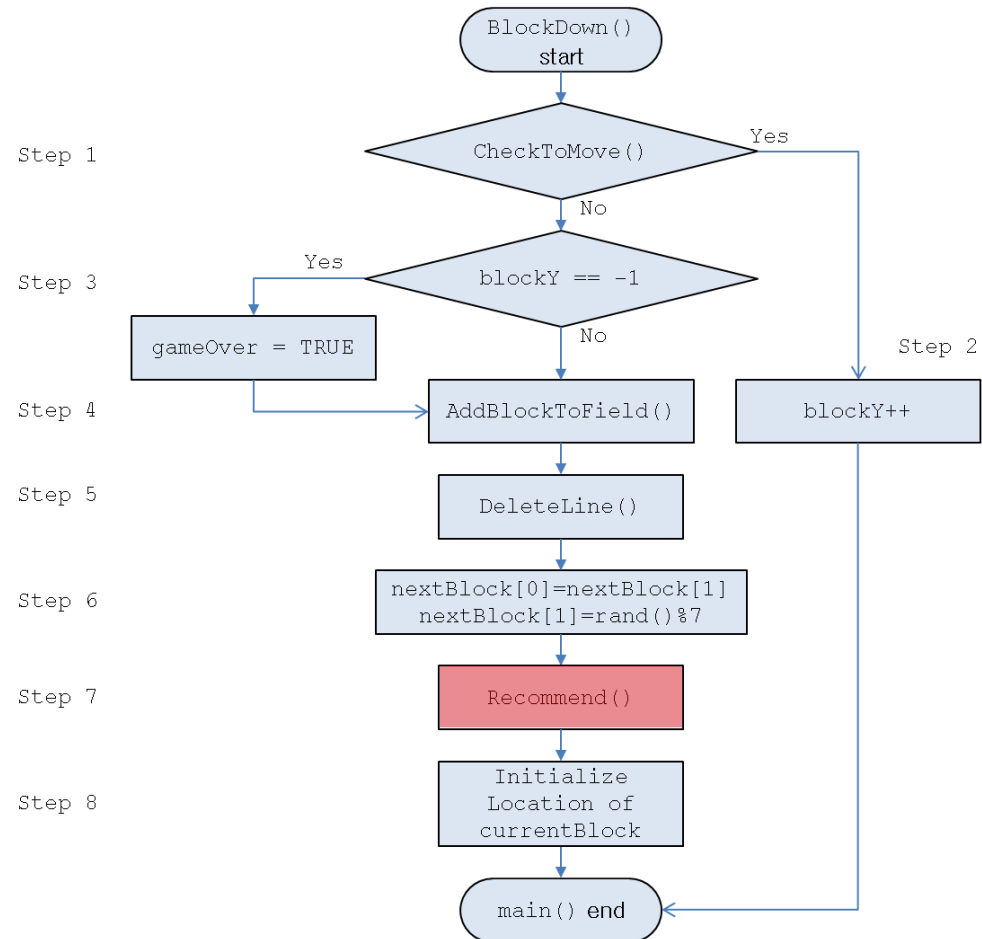 BlockDown()
start
Step 1
CheckToMove()
Yes
No
Step 3
Yes
blockY == -1
No
gameOver = TRUE
Step 2
Step 4
AddBlockToField()
blockY++
Step 5
DeleteLine()
Step 6
nextBlock[0]=nextBlock[1]
nextBlock[1]=rand()%7
Step 7
Recommend()
Step 8
Initialize
Location of
currentBlock
main() end